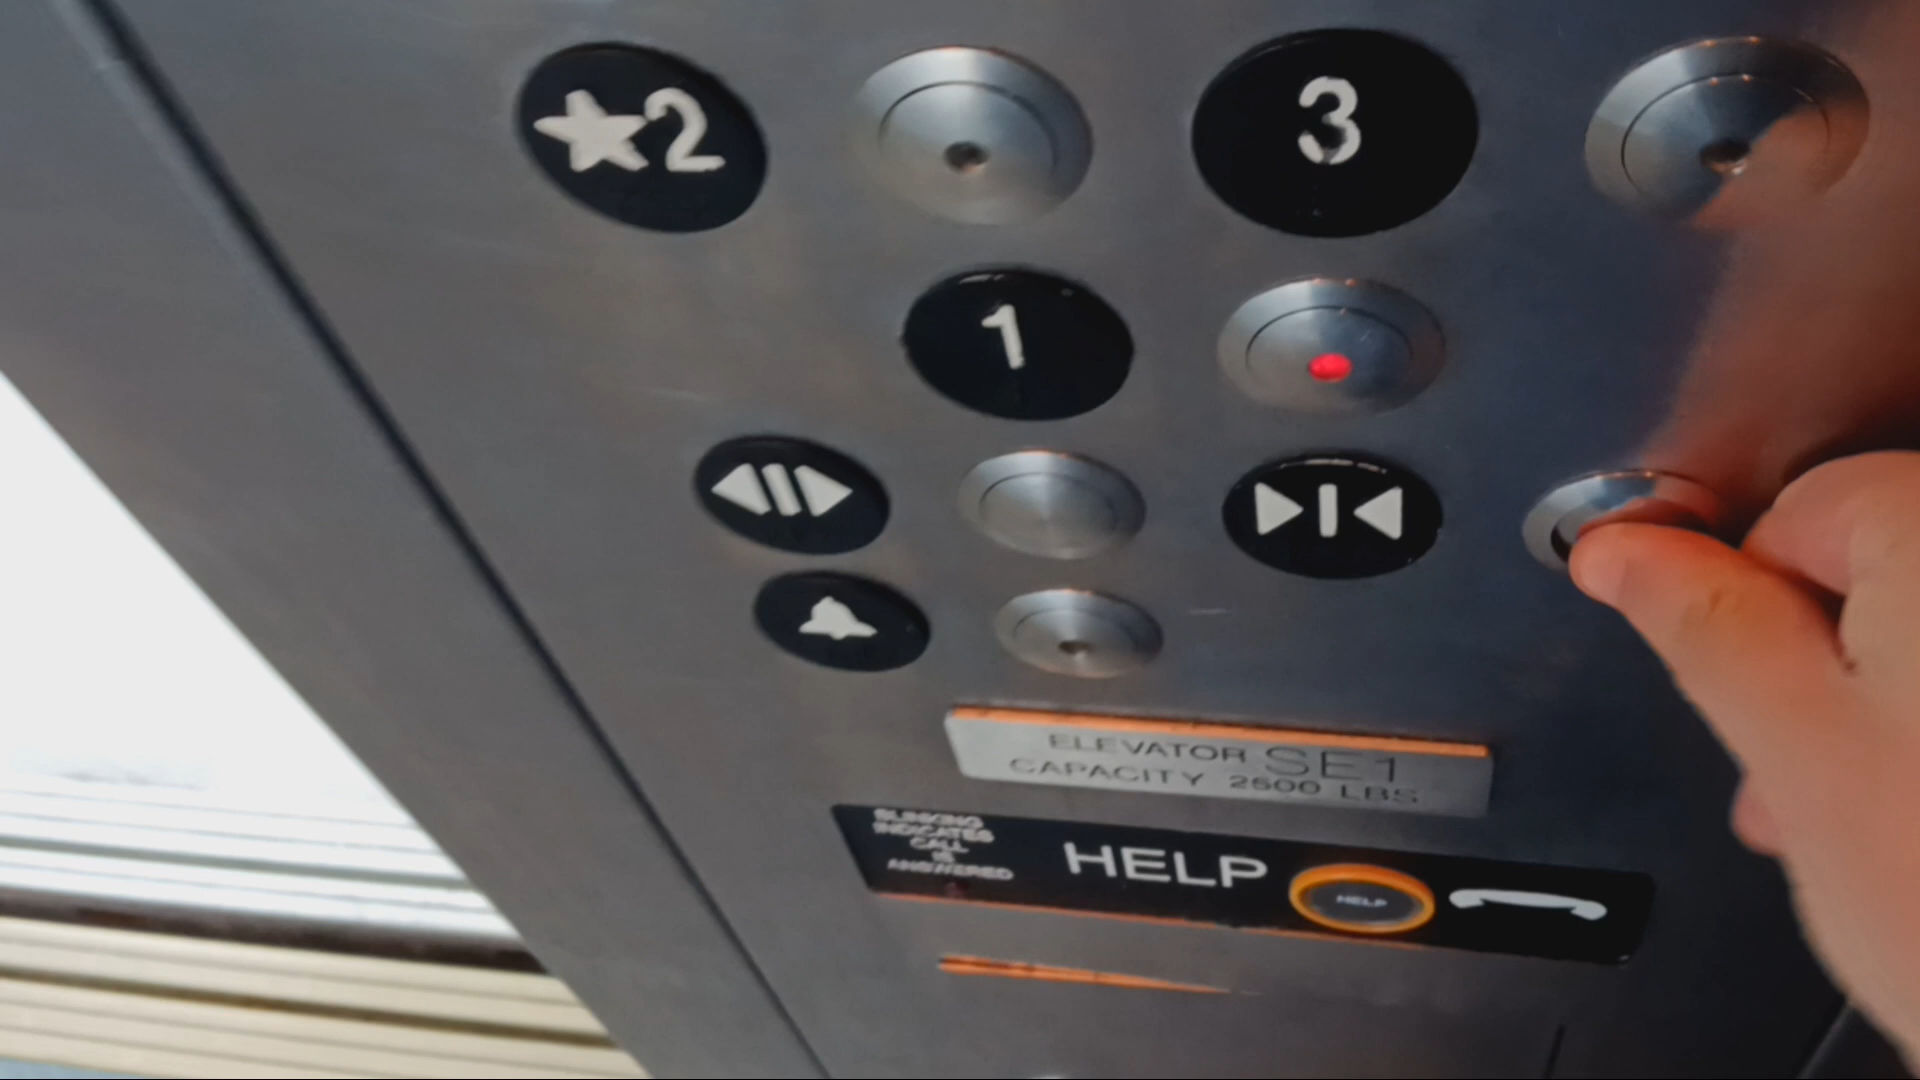 ★2
3
1
ELEVATOR SE1
CAPACITY 2500 LBS
BLINKING
INDICATES
CALL
IS
ANSWERED
HELP
HELP